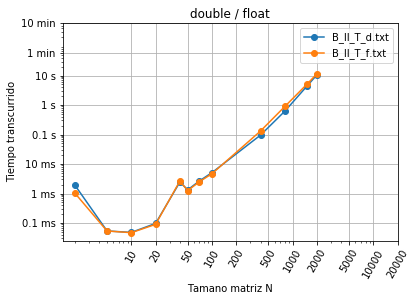 double / float
B_II_T_d.txt
B_II_T_f.txt
Tiempo transcurrido
10 min
1 min
10 s
1 s
0.1 s
10 ms
1 ms
0.1 ms
10
20
50
100
200
500
1000
2000
5000
10000
20000
Tamano matriz N